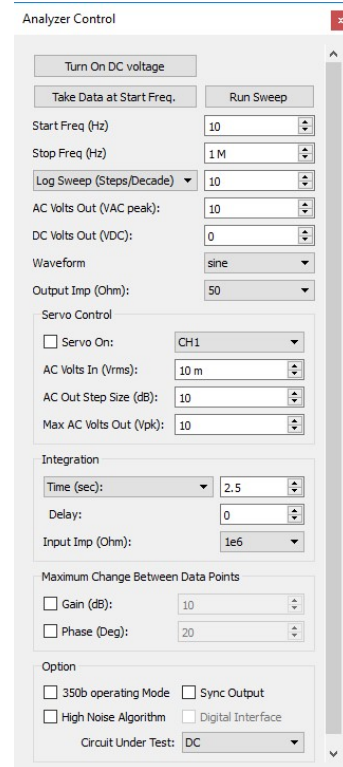 Analyzer Control
Turn On DC voltage
Take Data at Start Freq. Run Sweep
Start Freq (Hz) 10
Stop Freq (Hz) 1 M
Log Sweep (Steps/Decade) 10
AC Volts Out (VAC peak): 10
DC Volts Out (VDC): 0
Waveform sine
Output Imp (Ohm): 50
Servo Control
Servo On: CH1
AC Volts In (Vrms): 10 m
AC Out Step Size (dB): 10
Max AC Volts Out (Vpk): 10
Integration
Time (sec): 2.5
Delay: 0
Input Imp (Ohm): 1e6
Maximum Change Between Data Points
Gain (dB): 10
Phase (Deg): 20
Option
350b operating Mode Sync Output
High Noise Algorithm Digital Interface
Circuit Under Test: DC